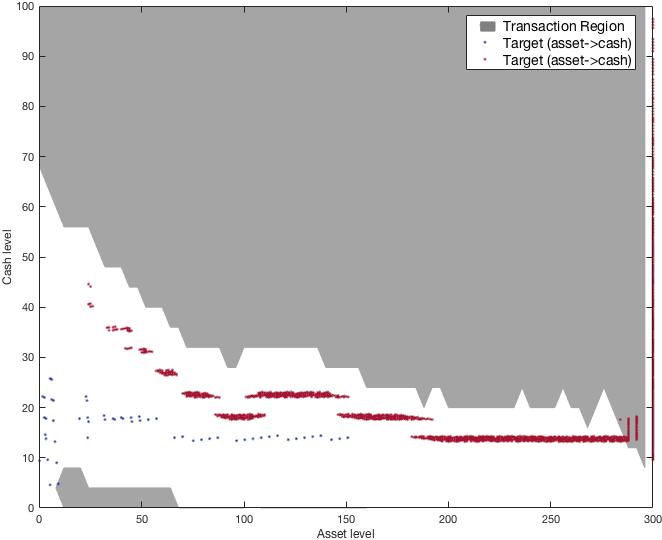 100
90
80
70
60
50
40
30
20
10
0
Cash level
Transaction Region
Target (asset->cash)
Target (asset->cash)
0 50 100 150 200 250 300
Asset level